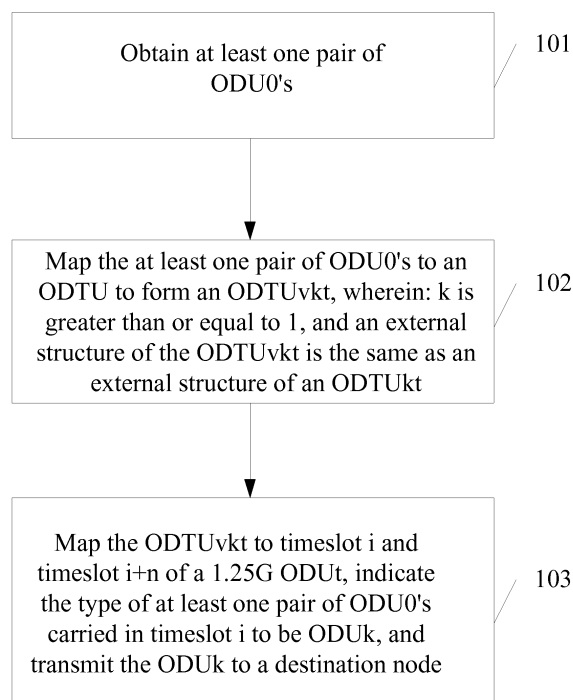 Obtain at least one pair of
ODU0's
101
Map the at least one pair of ODU0's to an
ODTU to form an ODTUvkt, wherein: k is
greater than or equal to 1, and an external
structure of the ODTUvkt is the same as an
external structure of an ODTUkt
102
Map the ODTUvkt to timeslot i and
timeslot i+n of a 1.25G ODUt, indicate
the type of at least one pair of ODU0's
carried in timeslot i to be ODUk, and
transmit the ODUk to a destination node
103